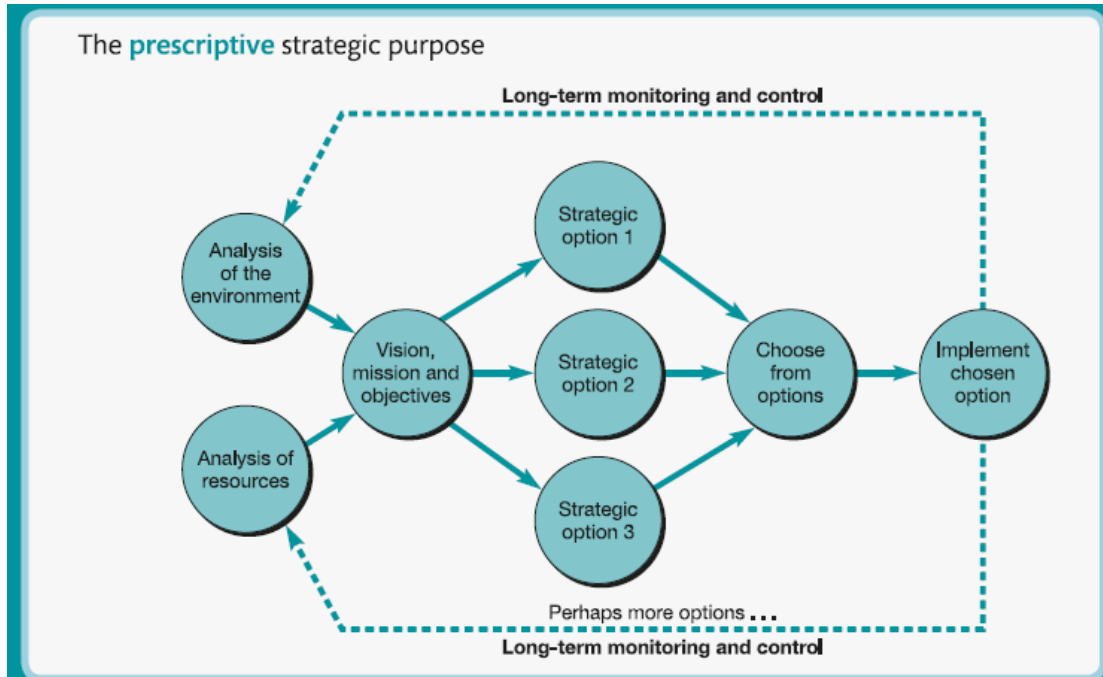 The prescriptive strategic purpose
Long-term monitoring and control
Analysis
of the
environment
Analysis of
resources
Vision,
mission and
objectives
Strategic
option 1
Strategic
option 2
Strategic
option 3
Choose
from
options
Implement
chosen
option
Perhaps more options ...
Long-term monitoring and control